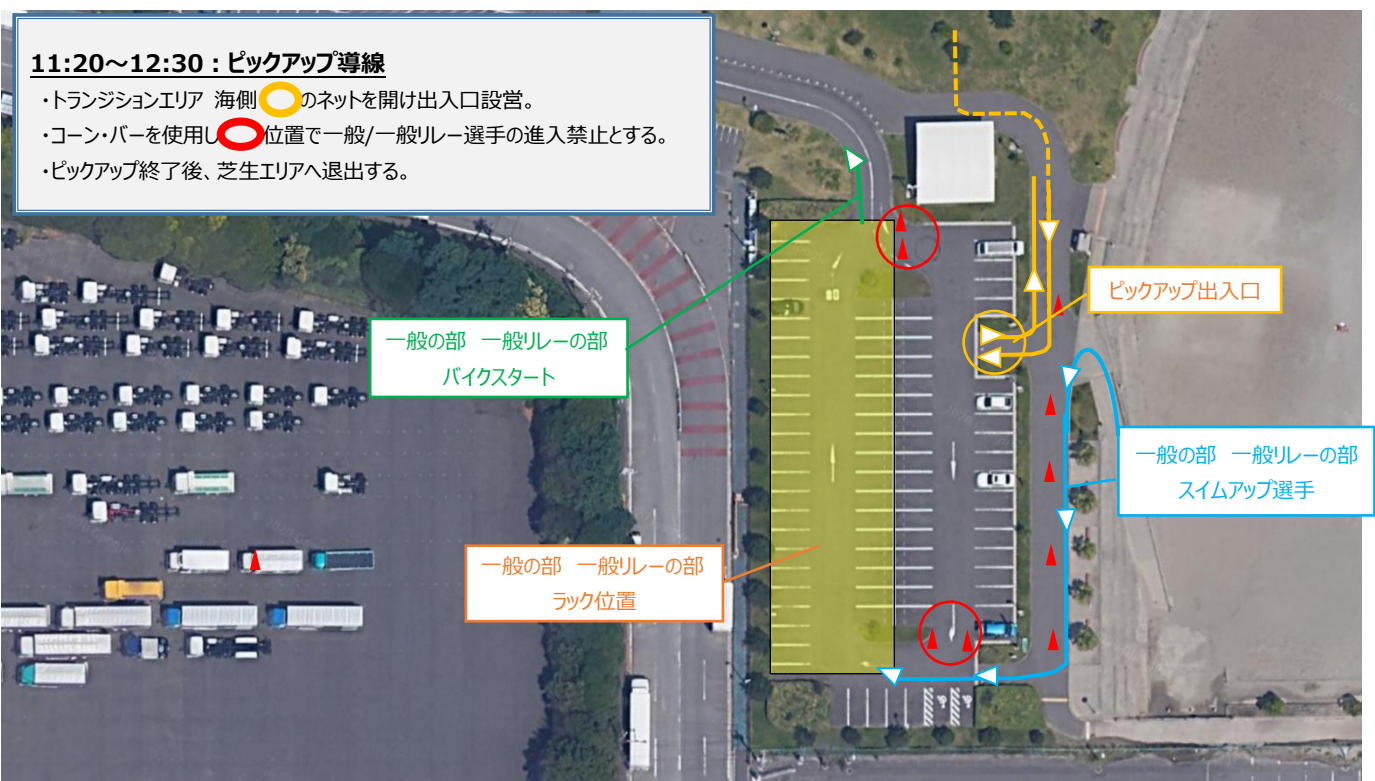 11:20～12:30：ピックアップ導線
・トランジションエリア 海側 のネットを開け出入口設営。
・コーン・バーを使用し 位置で一般/一般リレー選手の進入禁止とする。
・ピックアップ終了後、芝生エリアへ退出する。
ピックアップ出入口
一般の部 一般リレーの部
バイクスタート
一般の部 一般リレーの部
スイムアップ選手
一般の部 一般リレーの部
ラック位置